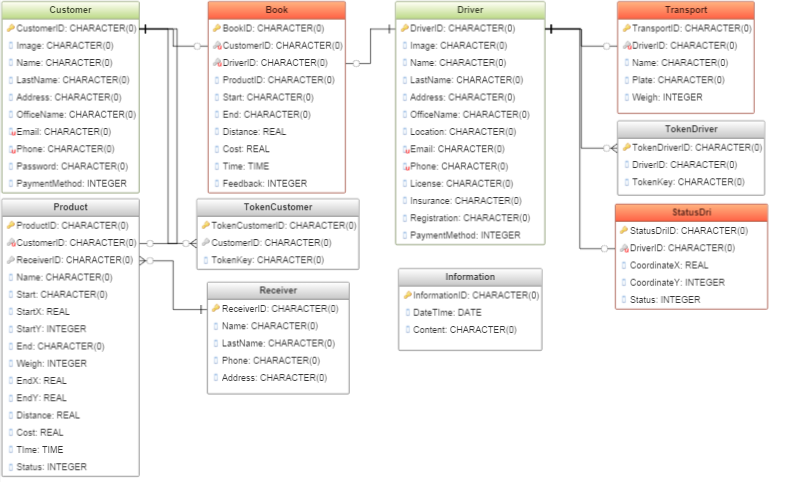 Customer
CustomerID: CHARACTER(0)
Image: CHARACTER(0)
Name: CHARACTER(0)
LastName: CHARACTER(0)
Address: CHARACTER(0)
OfficeName: CHARACTER(0)
Email: CHARACTER(0)
Phone: CHARACTER(0)
Password: CHARACTER(0)
PaymentMethod: INTEGER
Book
BookID: CHARACTER(0)
CustomerID: CHARACTER(0)
DriverID: CHARACTER(0)
ProductID: CHARACTER(0)
Start: CHARACTER(0)
End: CHARACTER(0)
Distance: REAL
Cost: REAL
Time: TIME
Feedback: INTEGER
Driver
DriverID: CHARACTER(0)
Image: CHARACTER(0)
Name: CHARACTER(0)
LastName: CHARACTER(0)
Address: CHARACTER(0)
OfficeName: CHARACTER(0)
Location: CHARACTER(0)
Email: CHARACTER(0)
Phone: CHARACTER(0)
License: CHARACTER(0)
Insurance: CHARACTER(0)
Registration: CHARACTER(0)
PaymentMethod: INTEGER
Transport
TransportID: CHARACTER(0)
DriverID: CHARACTER(0)
Name: CHARACTER(0)
Plate: CHARACTER(0)
Weigh: INTEGER
TokenDriver
TokenDriverID: CHARACTER(0)
DriverID: CHARACTER(0)
TokenKey: CHARACTER(0)
StatusDri
StatusDriID: CHARACTER(0)
DriverID: CHARACTER(0)
CoordinateX: REAL
CoordinateY: INTEGER
Status: INTEGER
Product
ProductID: CHARACTER(0)
CustomerID: CHARACTER(0)
ReceiverID: CHARACTER(0)
Name: CHARACTER(0)
Start: CHARACTER(0)
StartX: REAL
StartY: INTEGER
End: CHARACTER(0)
Weigh: INTEGER
EndX: REAL
EndY: REAL
Distance: REAL
Cost: REAL
TIme: TIME
Status: INTEGER
TokenCustomer
TokenCustomerID: CHARACTER(0)
CustomerID: CHARACTER(0)
TokenKey: CHARACTER(0)
Receiver
ReceiverID: CHARACTER(0)
Name: CHARACTER(0)
LastName: CHARACTER(0)
Phone: CHARACTER(0)
Address: CHARACTER(0)
Information
InformationID: CHARACTER(0)
DateTIme: DATE
Content: CHARACTER(0)